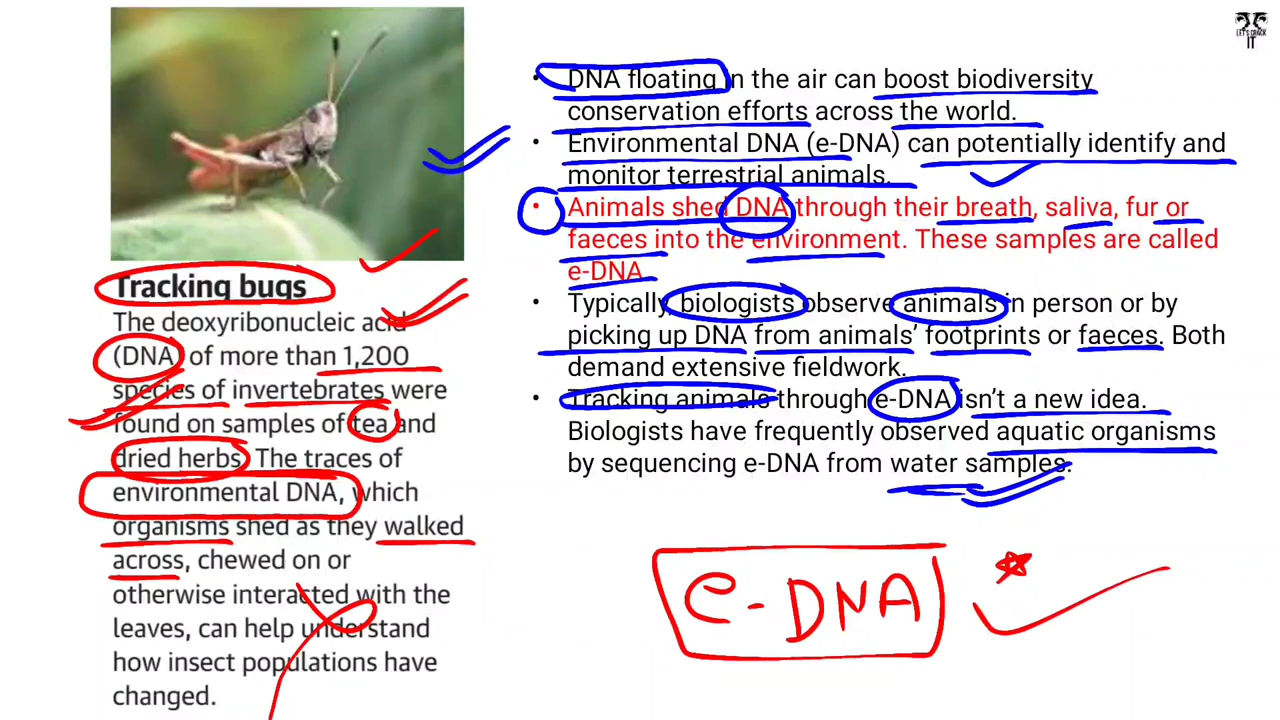 LET'S CRACK
IT
Tracking bugs
The deoxyribonucleic acid
(DNA) of more than 1,200
species of invertebrates were
found on samples of tea and
dried herbs. The traces of
environmental DNA, which
organisms shed as they walked
across, chewed on or
otherwise interacted with the
leaves, can help understand
how insect populations have
changed.
• DNA floating in the air can boost biodiversity
conservation efforts across the world.
• Environmental DNA (e-DNA) can potentially identify and
monitor terrestrial animals.
• Animals shed DNA through their breath, saliva, fur or
faeces into the environment. These samples are called
e-DNA.
• Typically, biologists observe animals in person or by
picking up DNA from animals’ footprints or faeces. Both
demand extensive fieldwork.
• Tracking animals through e-DNA isn’t a new idea.
Biologists have frequently observed aquatic organisms
by sequencing e-DNA from water samples.
e-DNA